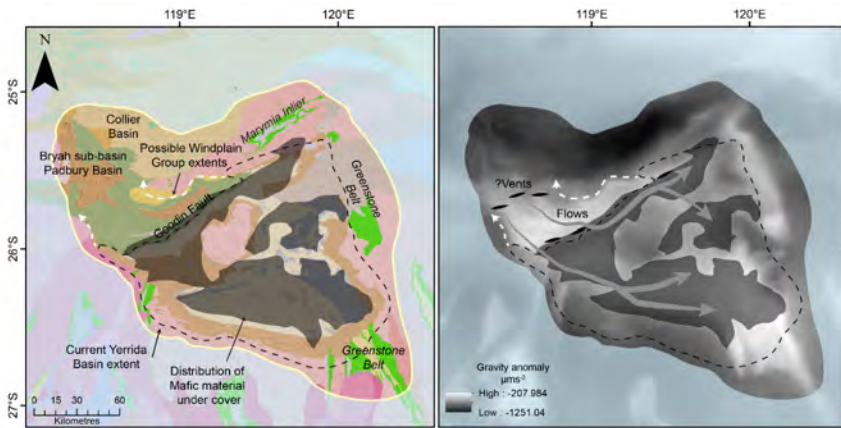 119°E
120°E
119°E
120°E
N
25°S
26°S
27°S
Collier
Basin
Marymia Inlier
Bryah sub-basin
Padbury Basin
Possible Windplain
Group extents
Greenstone
Belt
Goodin Fault
Current Yerrida
Basin extent
Distribution of
Mafic material
under cover
Greenstone
Belt
0 15 30 60
Kilometres
?Vents
Flows
Gravity anomaly
µms⁻²
High : -207.984
Low : -1251.04